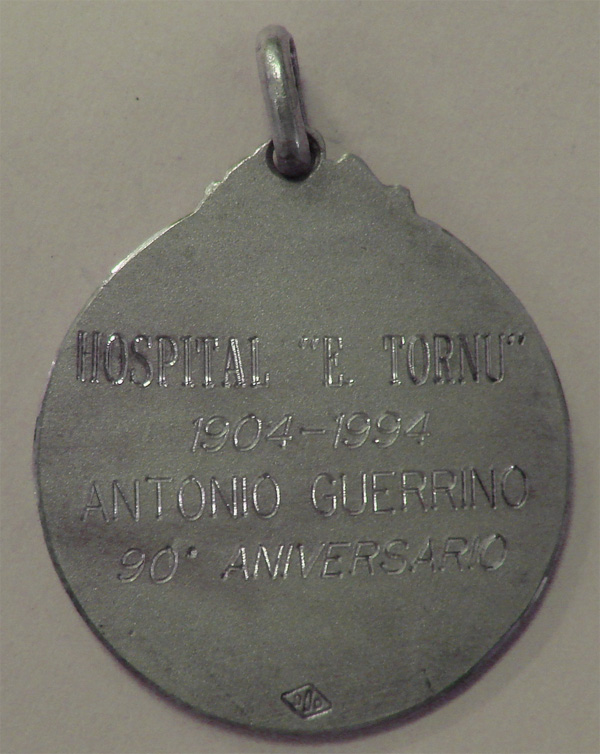 HOSPITAL "E. TORNU"
1904-1994
ANTONIO GUERRINO
90° ANIVERSARIO